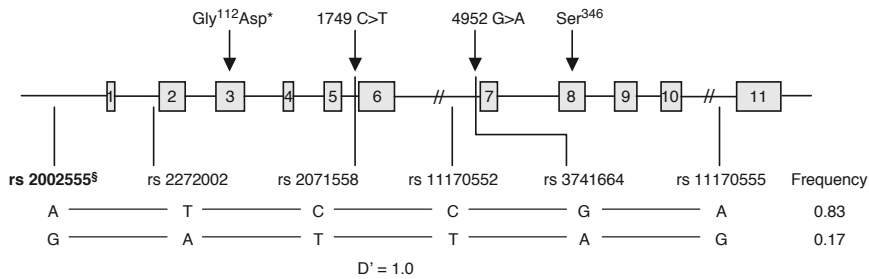 Gly112Asp* 1749 C>T 4952 G>A Ser346
1 2 3 4 5 6 // 7 8 9 10 // 11
rs 2002555§ rs 2272002 rs 2071558 rs 11170552 rs 3741664 rs 11170555 Frequency
A T C C G A 0.83
G A T T A G 0.17
D' = 1.0